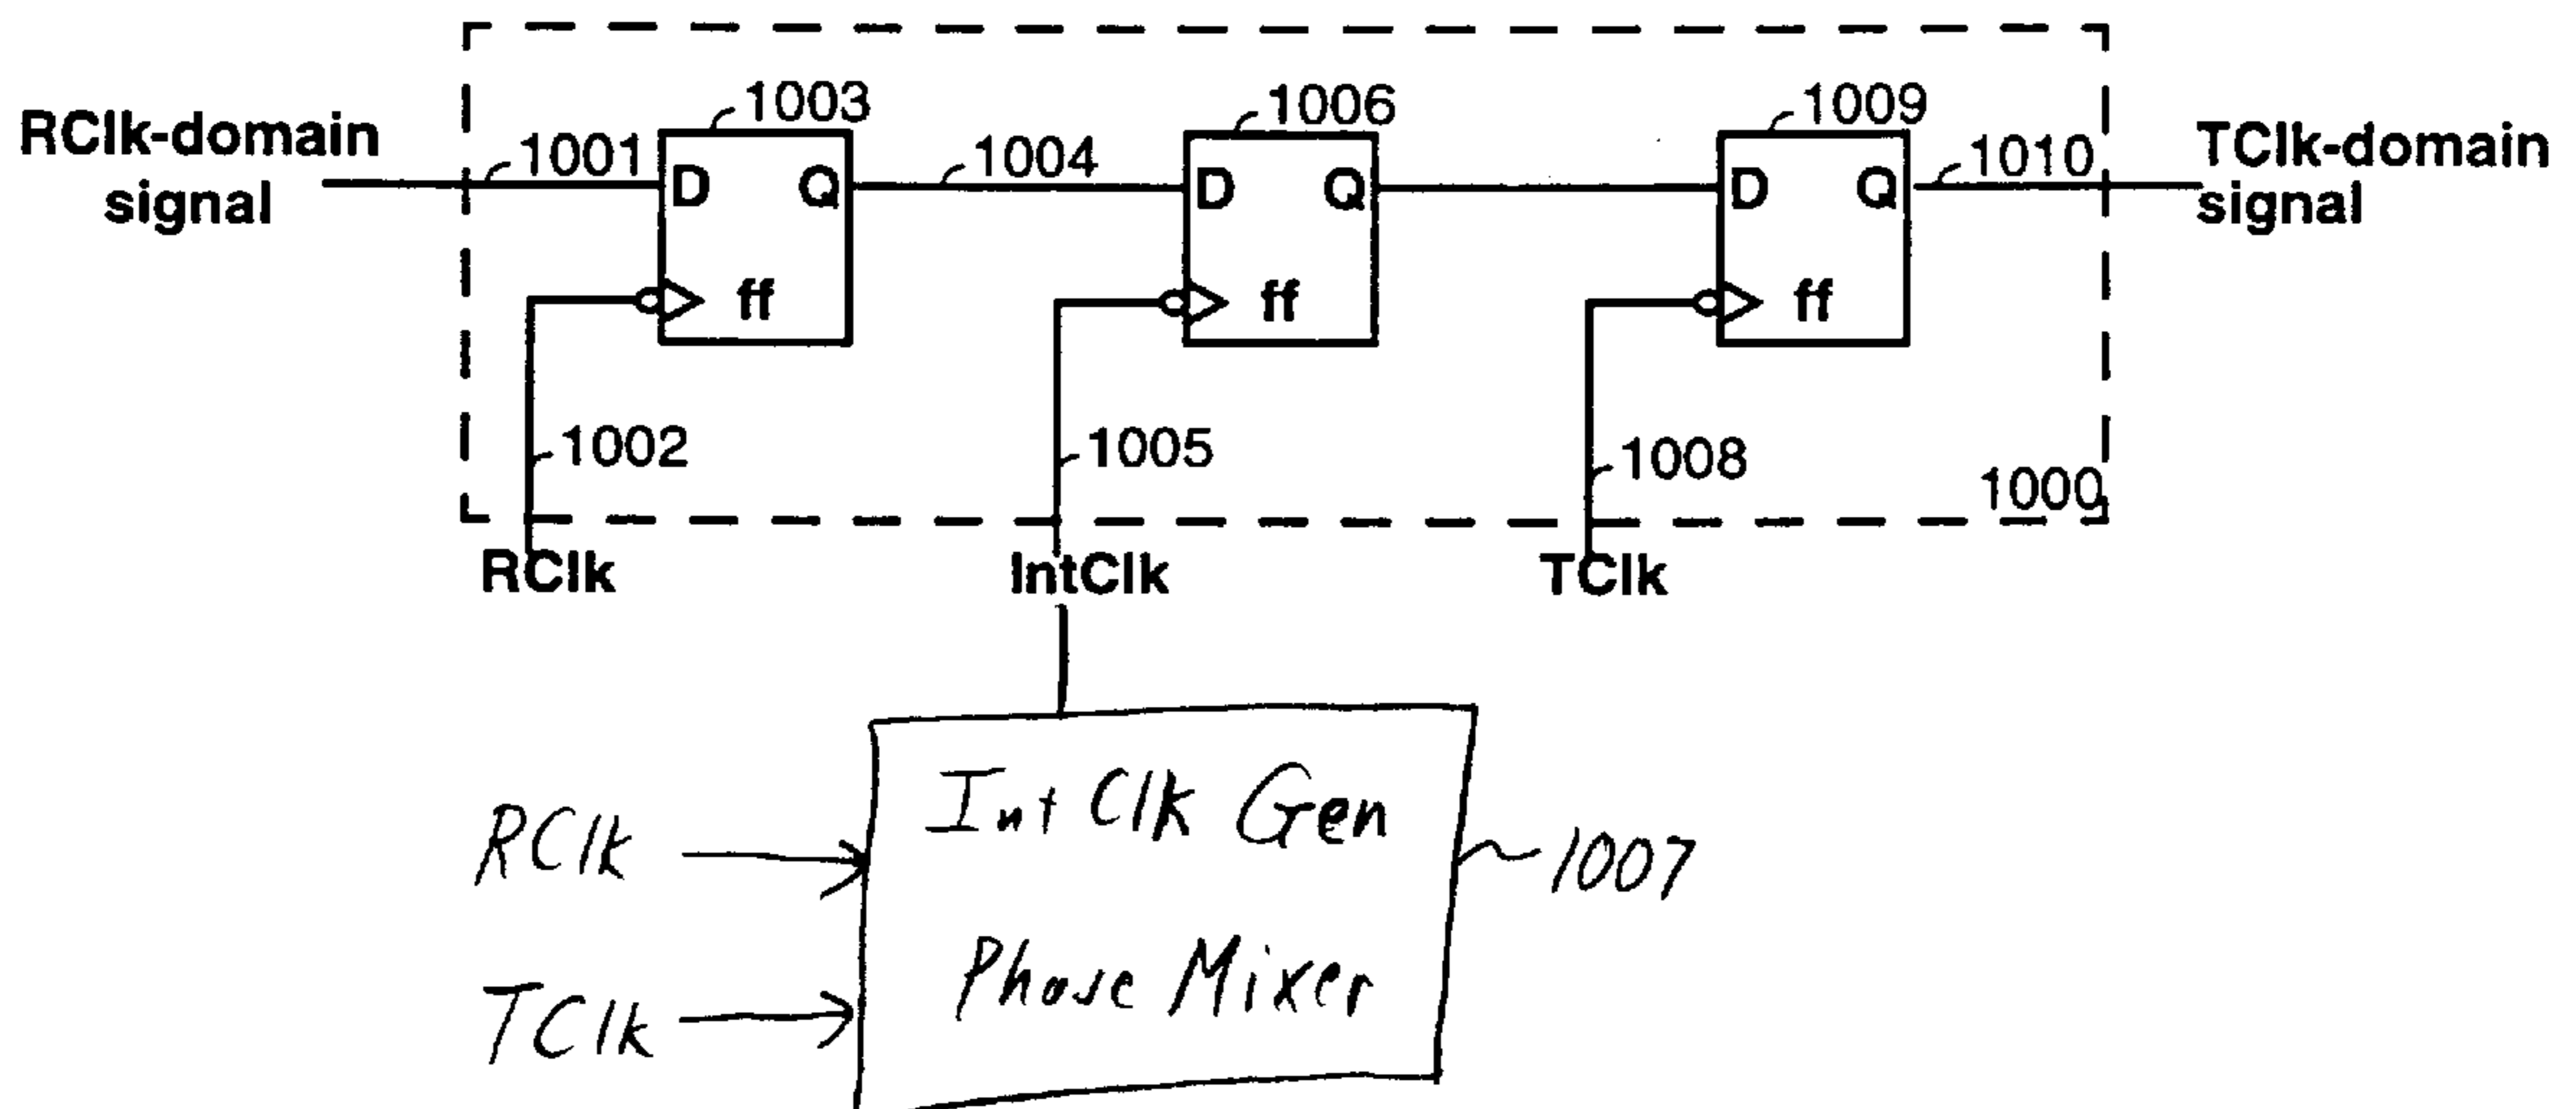 1003
1006
1009
RClk-domain
signal
1001
1004
1010
TClk-domain
signal
D Q
D Q
D Q
ff
ff
ff
1002
1005
1008
1000
RClk
IntClk
TClk
Int Clk Gen
RClk
1007
Phase Mixer
TClk